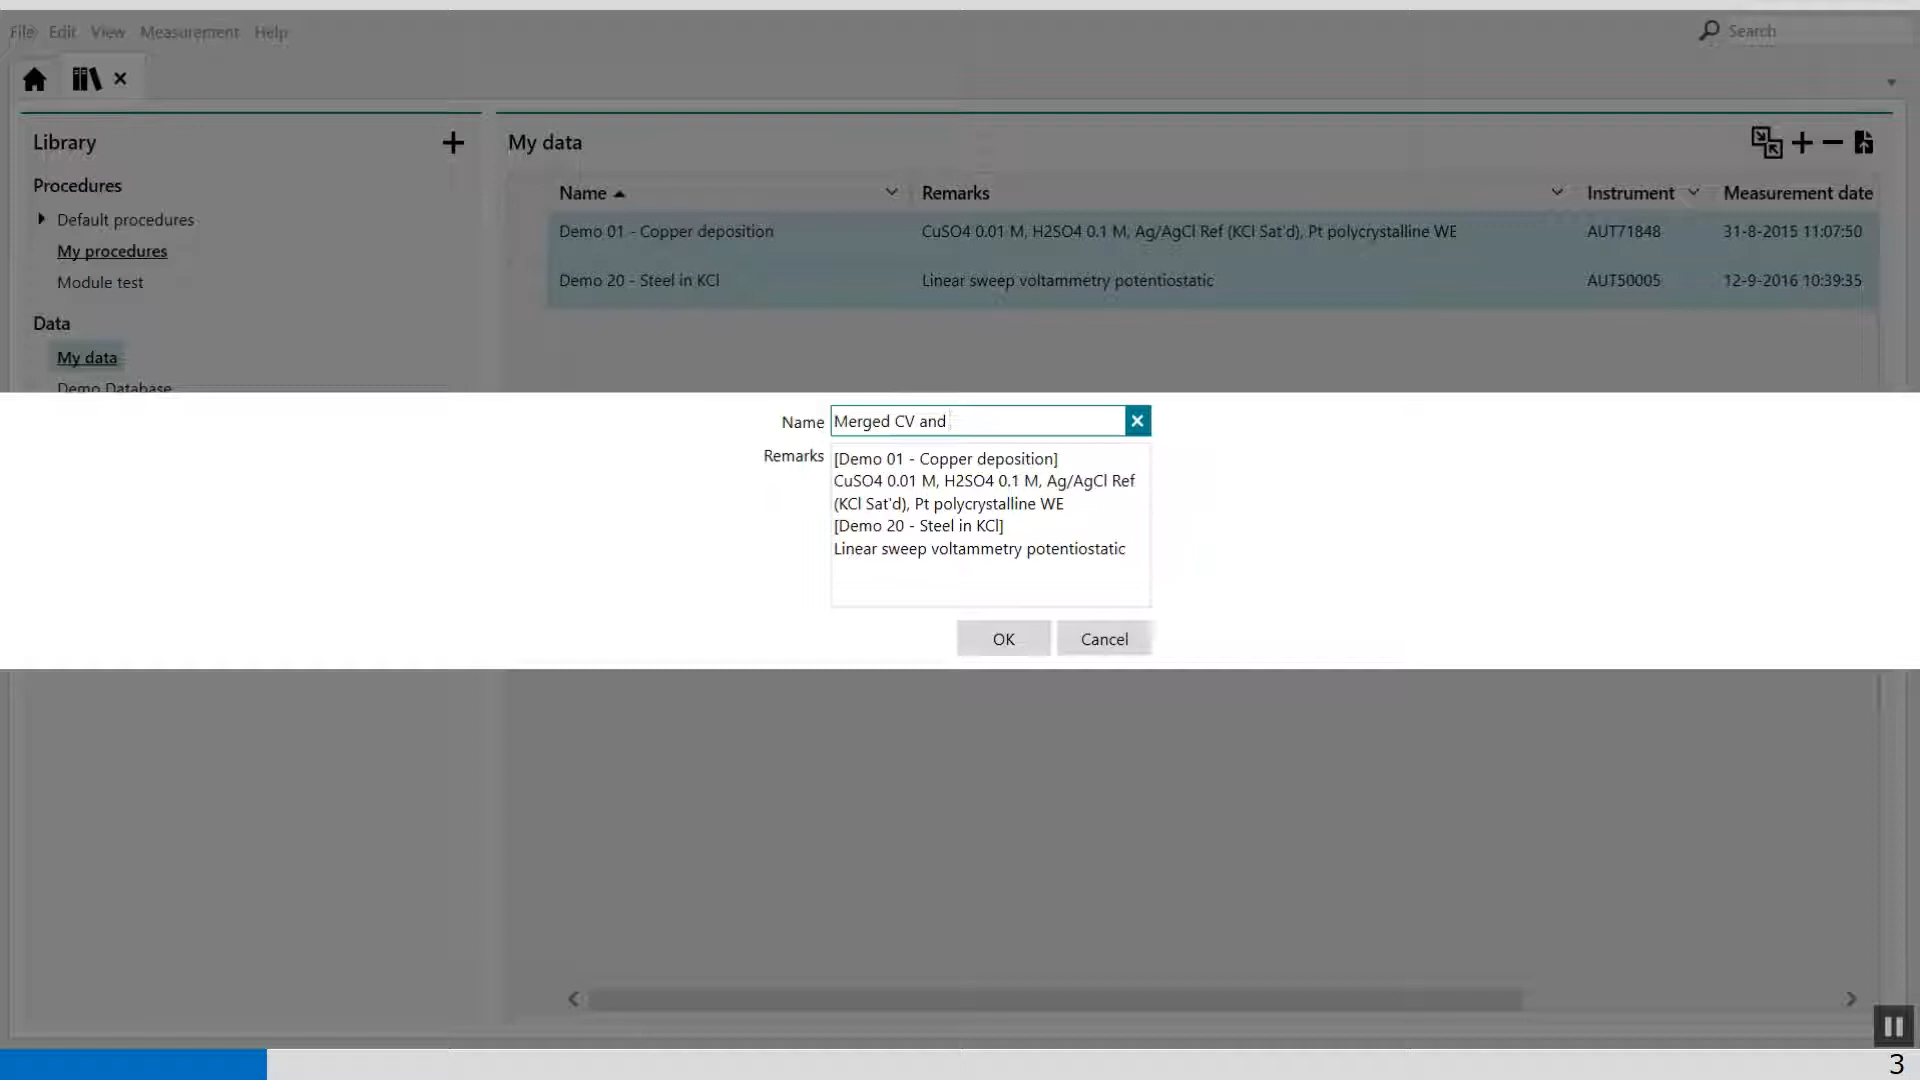 File Edit View Measurement Help
Search
Library
My data
Procedures
Name Remarks Instrument Measurement date
Default procedures
Demo 01 - Copper deposition CuSO4 0.01 M, H2SO4 0.1 M, Ag/AgCl Ref (KCl Sat'd), Pt polycrystalline WE AUT71848 31-8-2015 11:07:50
My procedures
Module test
Demo 20 - Steel in KCl Linear sweep voltammetry potentiostatic AUT50005 12-9-2016 10:39:35
Data
My data
Demo Database
Name Merged CV and
Remarks [Demo 01 - Copper deposition]
CuSO4 0.01 M, H2SO4 0.1 M, Ag/AgCl Ref
(KCl Sat'd), Pt polycrystalline WE
[Demo 20 - Steel in KCl]
Linear sweep voltammetry potentiostatic
OK Cancel
3